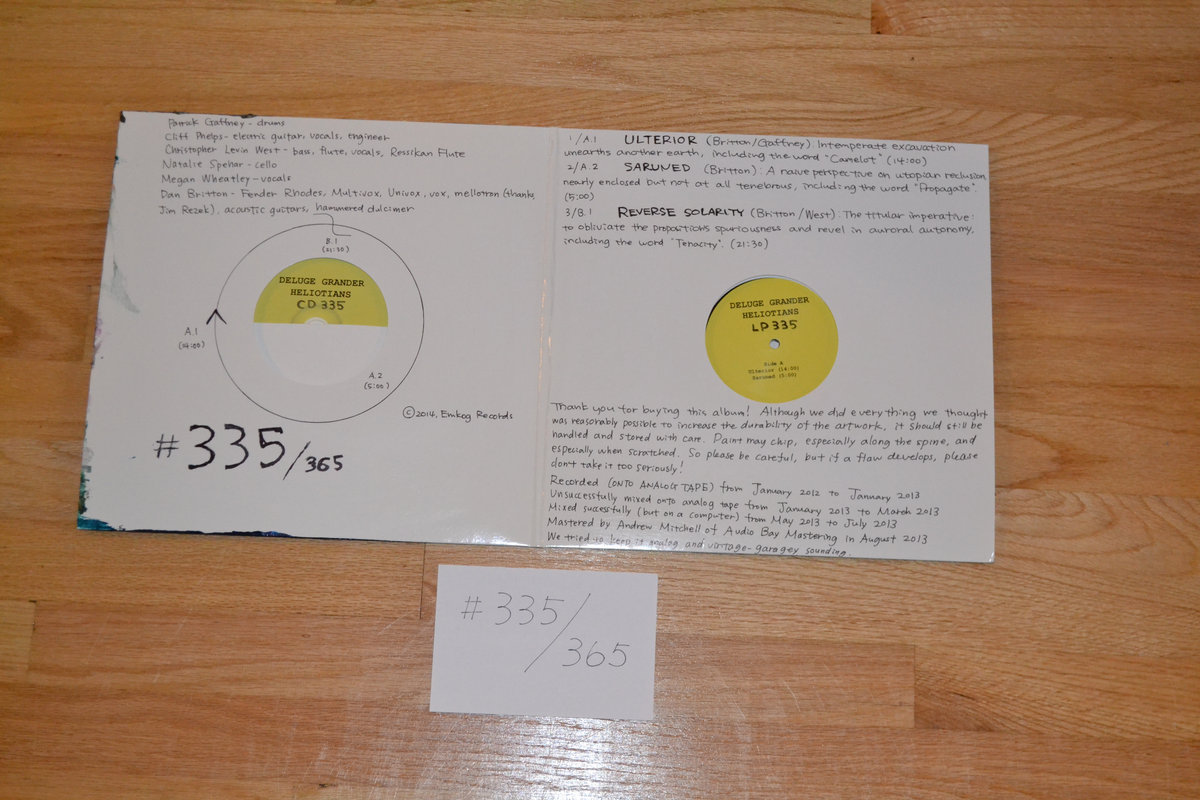 Patrick Gaffney - drums
Cliff Phelps - electric guitar, vocals, engineer
Christopher Levin West - bass, flute, vocals, Ressikan Flute
Natalie Spehar - cello
Megan Wheatley - vocals
Dan Britton - Fender Rhodes, Multivox, Univox, vox, mellotron (thanks,
Jim Rezek), acoustic guitars, hammered dulcimer
B.1
(21:30)
DELUGE GRANDER
HELIOTIANS
CD 335
A.1
(14:00)
A.2
(5:00)
©2014, Emkog Records
#335/365
1/A.1 ULTERIOR (Britton/Gaffney) Intemperate excavation
unearths another earth, including the word "Camelot" (14:00)
2/A.2 SARUNED (Britton): A naive perspective on utopian reclusion,
nearly enclosed but not at all tenebrous, including the word "Propagate".
(5:00)
3/B.1 REVERSE SOLARITY (Britton/West): The titular imperative:
to obliviate the proposition's spuriousness and revel in auroral autonomy,
including the word "Tenacity". (21:30)
DELUGE GRANDER
HELIOTIANS
LP 335
Side A
Ulterior (14:00)
Saruned (5:00)
Thank you for buying this album! Although we did everything we thought
was reasonably possible to increase the durability of the artwork, it should still be
handled and stored with care. Paint may chip, especially along the spine, and
especially when scratched. So please be careful, but if a flaw develops, please
don't take it too seriously!
Recorded (ONTO ANALOG TAPE) from January 2012 to January 2013
Unsuccessfully mixed onto analog tape from January 2013 to March 2013
Mixed successfully (but on a computer) from May 2013 to July 2013
Mastered by Andrew Mitchell of Audio Bay Mastering in August 2013
We tried to keep it analog and vintage-garagey sounding.
#335/
365